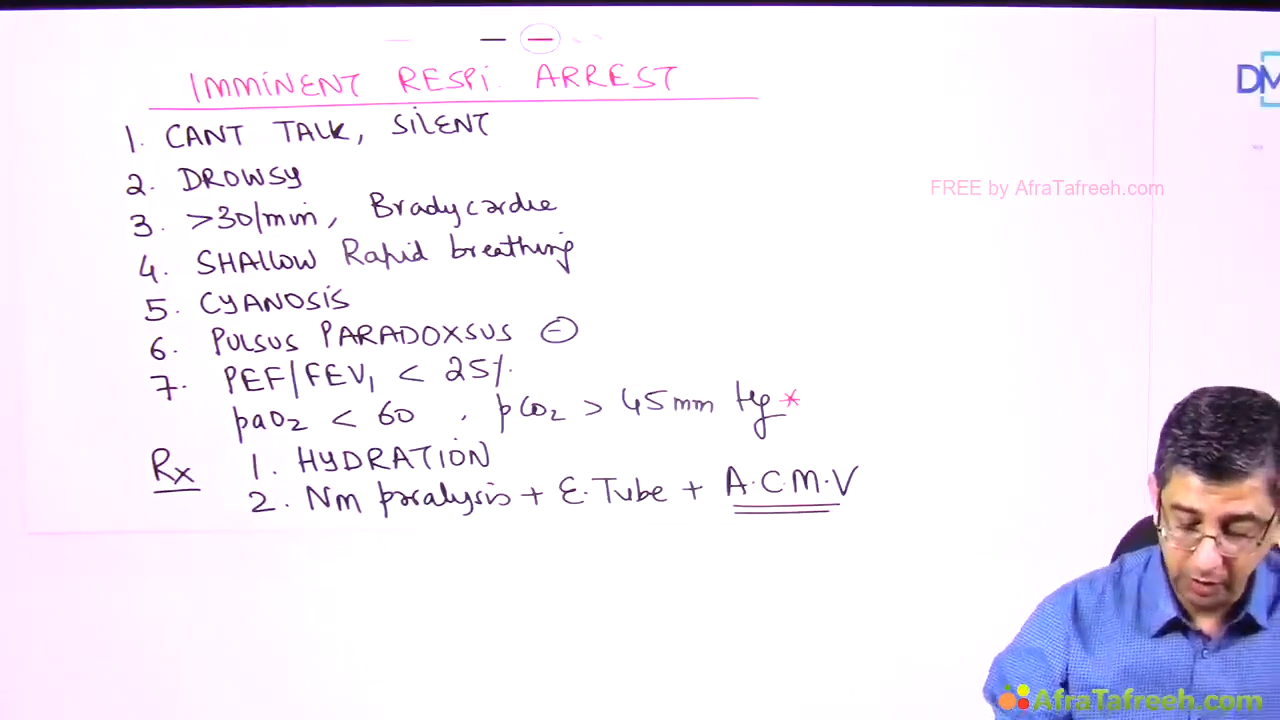 IMMINENT RESPI. ARREST
1. CANT TALK, SILENT
2. DROWSY
3. >30/min, Bradycardie
4. SHALLOW Rapid breathing
5. CYANOSIS
6. PULSUS PARADOXSUS ⊖
7. PEF/FEV₁ < 25%
paO₂ < 60 , pCO₂ > 45 mm Hg *
Rx 1. HYDRATION
2. Nm paralysis + E.Tube + A.C.M.V
DM
FREE by AfraTafreeh.com
AfraTafreeh.com